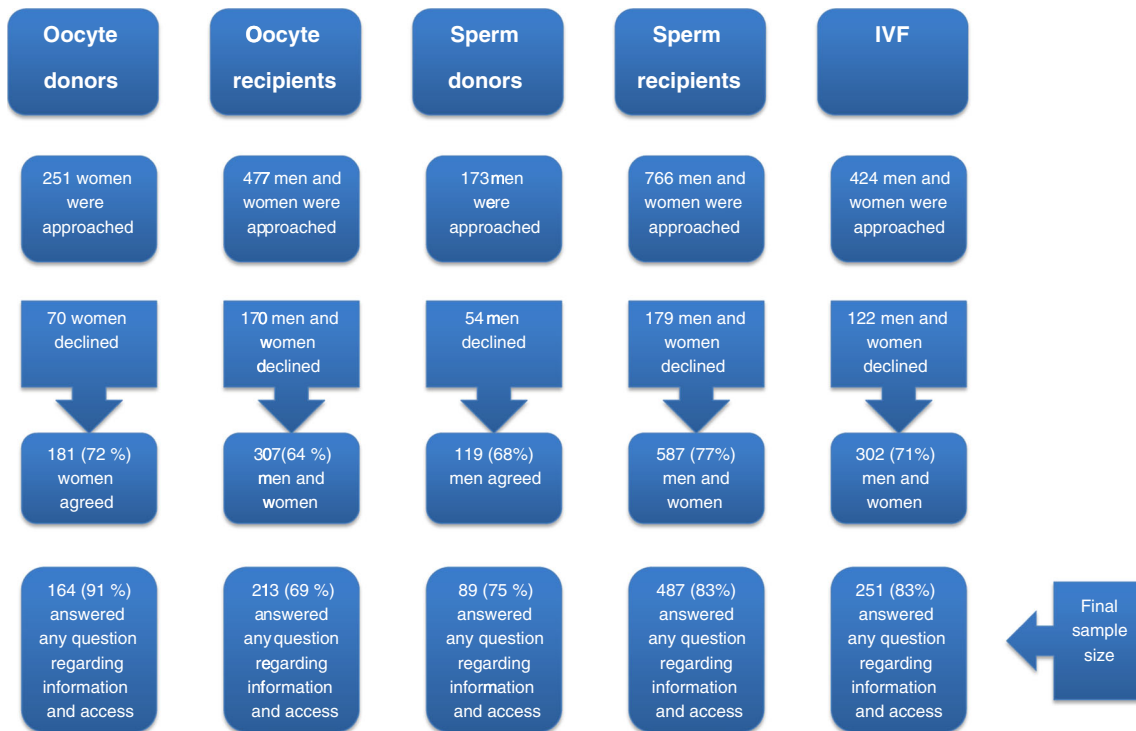 Oocyte
donors
Oocyte
recipients
Sperm
donors
Sperm
recipients
IVF
251 women
were
approached
477 men and
women were
approached
173 men
were
approached
766 men and
women were
approached
424 men and
women were
approached
70 women
declined
170 men and
women
declined
54 men
declined
179 men and
women
declined
122 men and
women
declined
181 (72 %)
women
agreed
307(64 %)
men and
women
119 (68%)
men agreed
587 (77%)
men and
women
302 (71%)
men and
women
164 (91 %)
answered
any question
regarding
information
and access
213 (69 %)
answered
any question
regarding
information
and access
89 (75 %)
answered
any question
regarding
information
and access
487 (83%)
answered
any question
regarding
information
and access
251 (83%)
answered
any question
regarding
information
and access
Final
sample
size